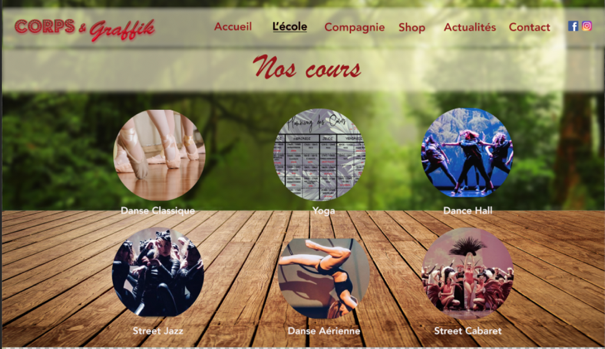 CORPS & Graffik
Accueil
L'école
Compagnie
Shop
Actualités
Contact
Nos cours
Danse Classique
Yoga
Dance Hall
Street Jazz
Danse Aérienne
Street Cabaret